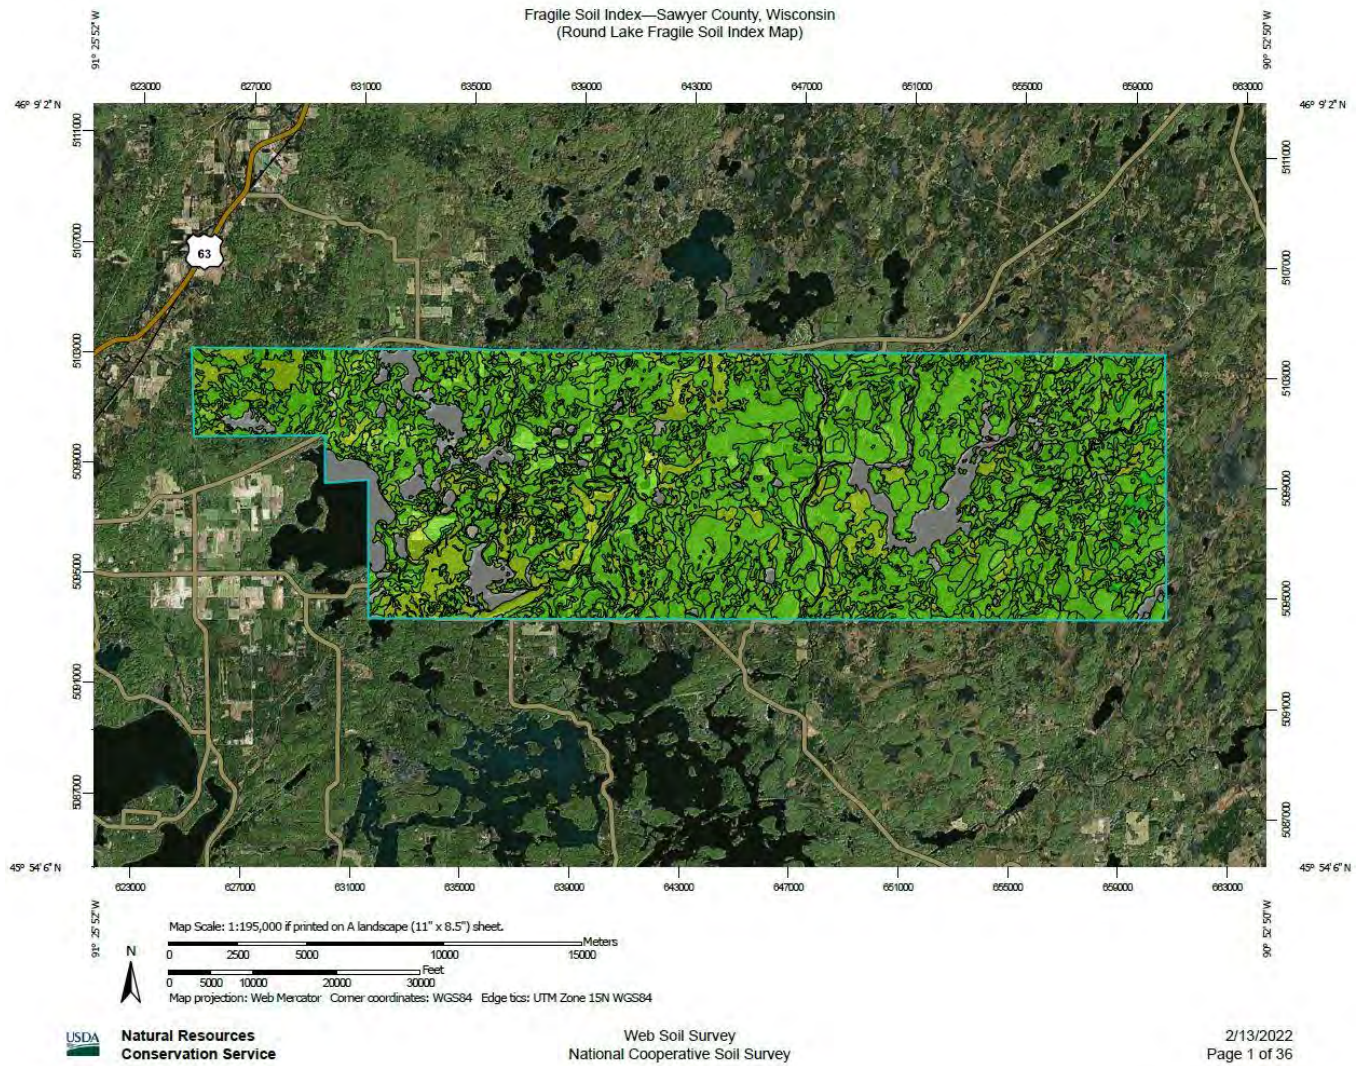 Fragile Soil Index—Sawyer County, Wisconsin
(Round Lake Fragile Soil Index Map)
91° 25' 52'' W
90° 52' 50'' W
623000
627000
631000
635000
639000
643000
647000
651000
655000
659000
663000
46° 9' 2'' N
46° 9' 2'' N
5111000
5107000
5103000
5099000
5095000
5091000
5087000
63
5111000
5107000
5103000
5099000
5095000
5091000
5087000
45° 54' 6'' N
45° 54' 6'' N
623000
627000
631000
635000
639000
643000
647000
651000
655000
659000
663000
91° 25' 52'' W
90° 52' 50'' W
Map Scale: 1:195,000 if printed on A landscape (11" x 8.5") sheet.
N
Meters
0 2500 5000 10000 15000
Feet
0 5000 10000 20000 30000
Map projection: Web Mercator Corner coordinates: WGS84 Edge tics: UTM Zone 15N WGS84
USDA
Natural Resources
Conservation Service
Web Soil Survey
National Cooperative Soil Survey
2/13/2022
Page 1 of 36